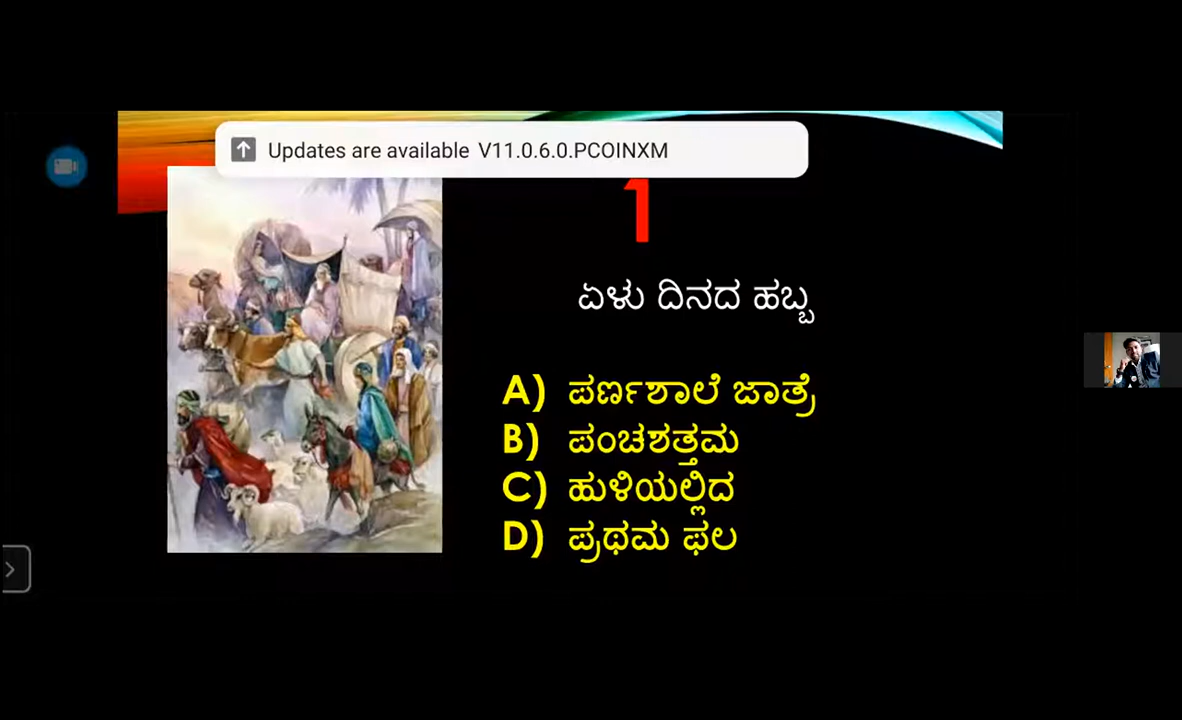 Updates are available V11.0.6.0.PCOINXM
1
ಏಳು ದಿನದ ಹಬ್ಬ
A) ಪರ್ಣಶಾಲೆ ಜಾತ್ರೆ
B) ಪಂಚಶತ್ತಮ
C) ಹುಳಿಯಲ್ಲಿದ
D) ಪ್ರಥಮ ಫಲ